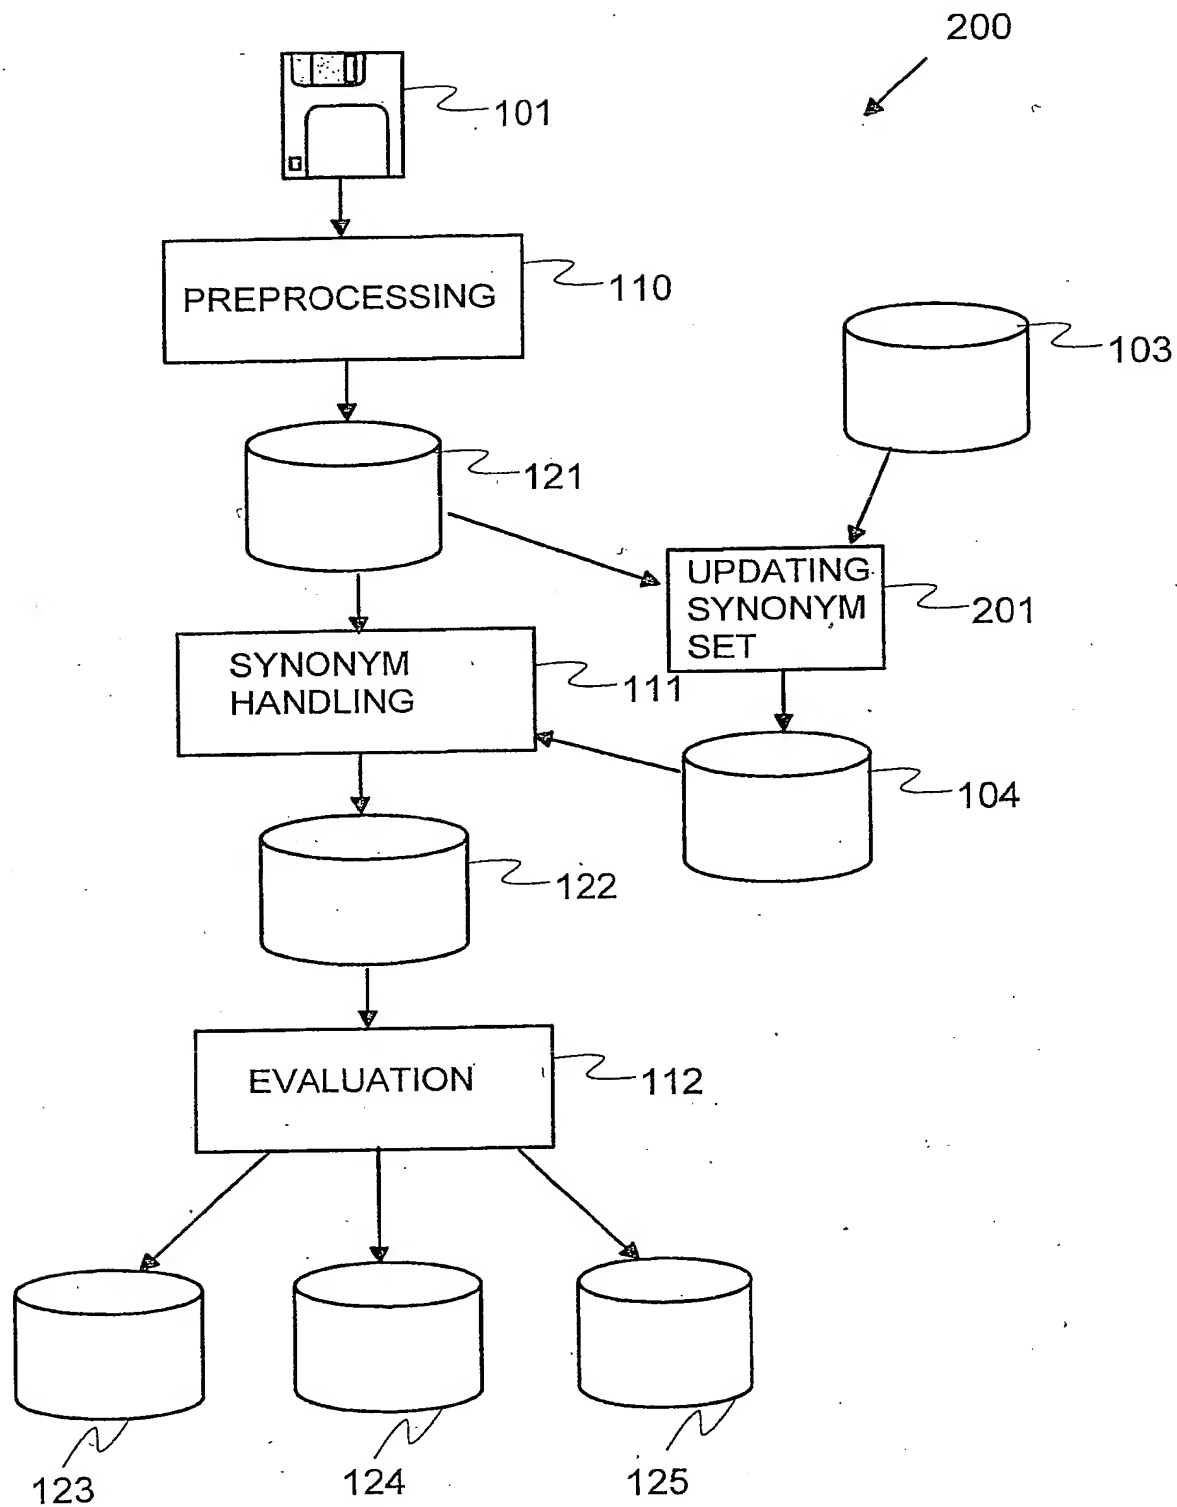 200
101
PREPROCESSING
110
103
121
UPDATING
SYNONYM
SET
201
SYNONYM
HANDLING
111
104
122
EVALUATION
112
123
124
125